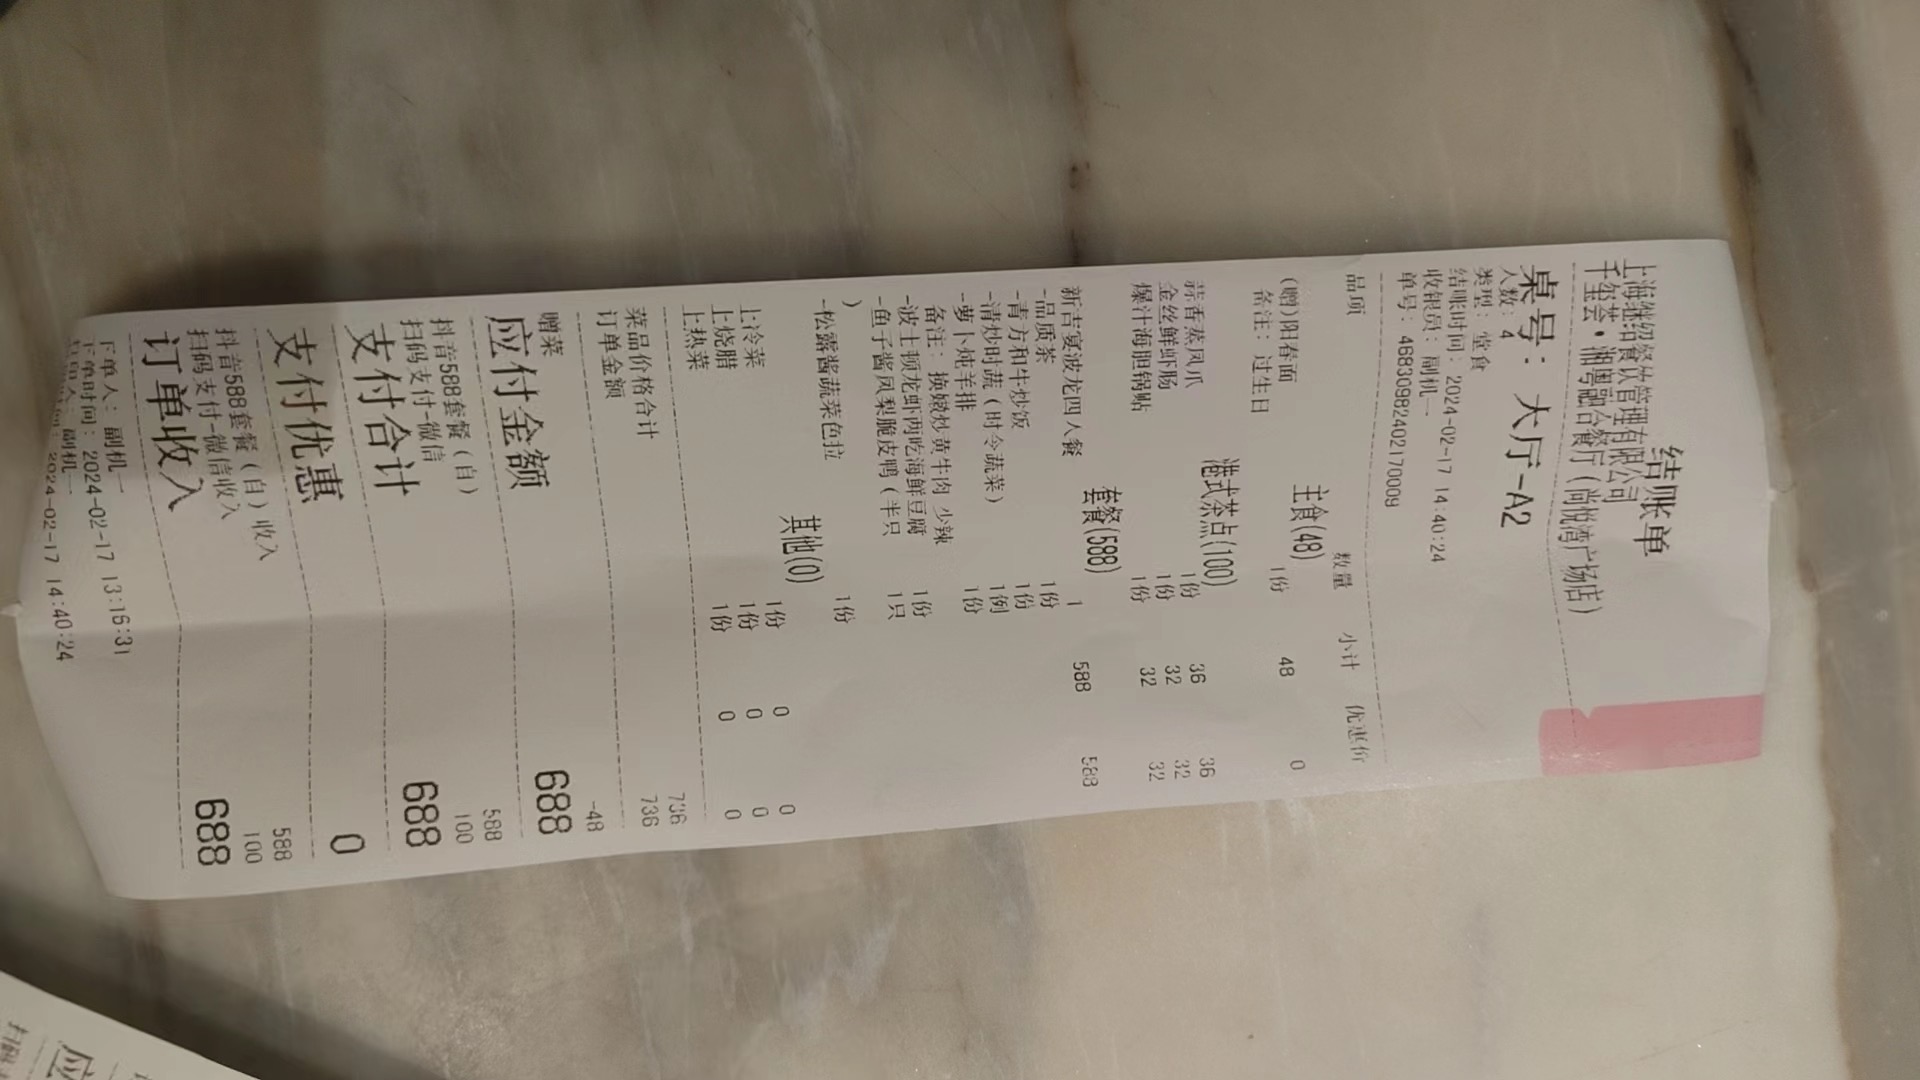 结账单
上海继绍餐饮管理有限公司
千玺荟·湘粤融合餐厅(尚悦湾广场店)
桌号：大厅-A2
人数：4
类型：堂食
结账时间：2024-02-17 14:40:24
收银员：副机一
单号：468309824021700009
品项 数量 小计 优惠价
主食(48)
(赠)阳春面 1份 48 0
备注：过生日
港式茶点(100)
蒜香蒸凤爪 1份 36 36
金丝鲜虾肠 1份 32 32
爆汁海胆锅贴 1份 32 32
套餐(588)
新吉宴波龙四人餐 1 588 588
-品质茶 1份
-青方和牛炒饭 1份
-清炒时蔬(时令蔬菜) 1例
-萝卜炖羊排 1份
备注：换嫩炒黄牛肉 少辣
-波士顿龙虾两吃海鲜豆腐 1份
-鱼子酱凤梨脆皮鸭(半只 1只
)
-松露酱蔬菜色拉 1份
其他(0)
上冷菜 1份 0 0
上烧腊 1份 0 0
上热菜 1份 0 0
菜品价格合计 736
订单金额 736
赠菜 -48
应付金额 688
抖音588套餐(自) 588
扫码支付-微信 100
支付合计 688
支付优惠 0
抖音588套餐(自)收入 588
扫码支付-微信收入 100
订单收入 688
下单人：副机一
下单时间：2024-02-17 13:16:31
副机一
2024-02-17 14:40:24
应